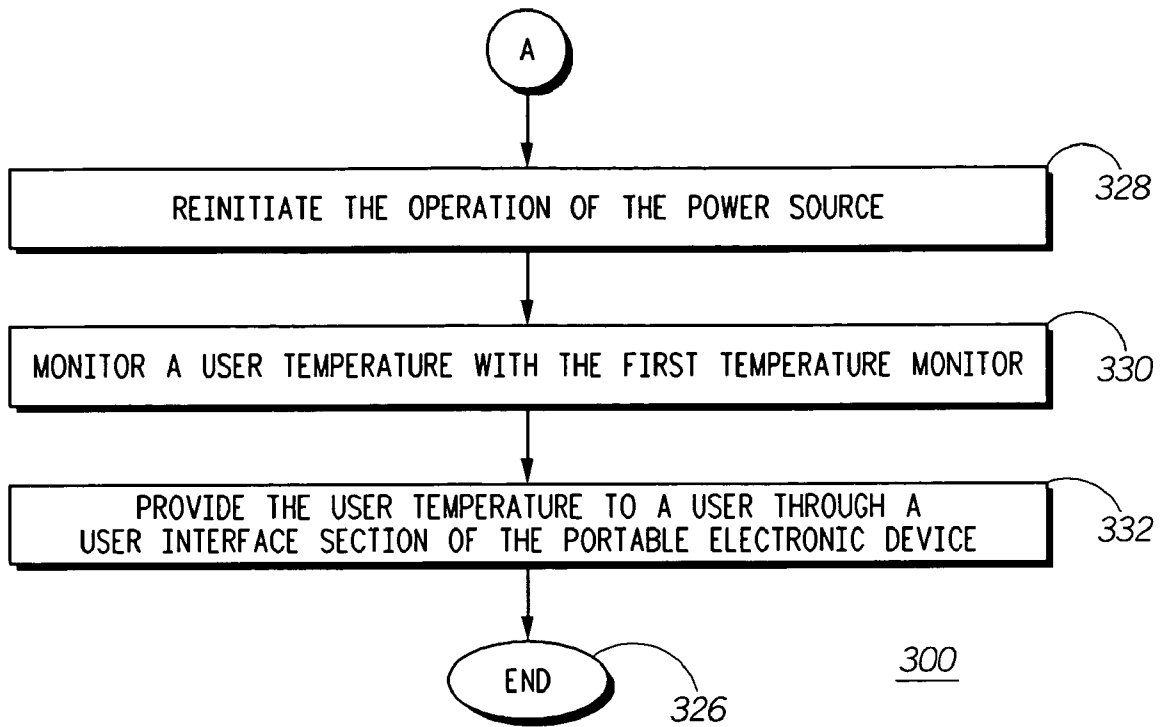 A
REINITIATE THE OPERATION OF THE POWER SOURCE
328
MONITOR A USER TEMPERATURE WITH THE FIRST TEMPERATURE MONITOR
330
PROVIDE THE USER TEMPERATURE TO A USER THROUGH A
USER INTERFACE SECTION OF THE PORTABLE ELECTRONIC DEVICE
332
END
326
300